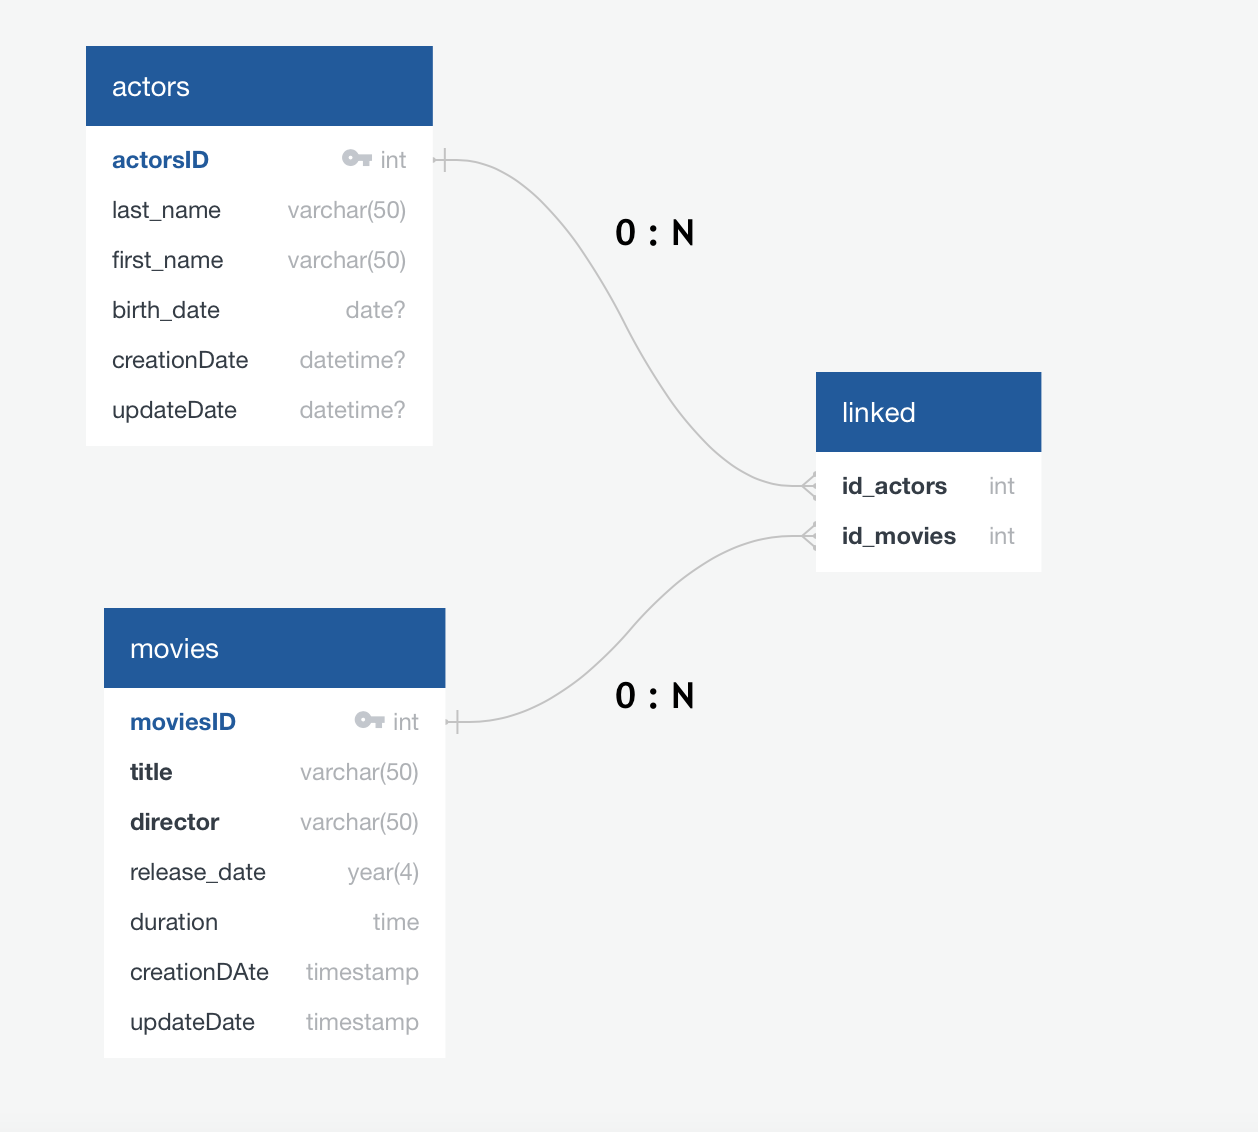 actors
actorsID int
last_name varchar(50)
first_name varchar(50)
birth_date date?
creationDate datetime?
updateDate datetime?
0 : N
linked
id_actors int
id_movies int
movies
moviesID int
title varchar(50)
director varchar(50)
release_date year(4)
duration time
creationDAte timestamp
updateDate timestamp
0 : N